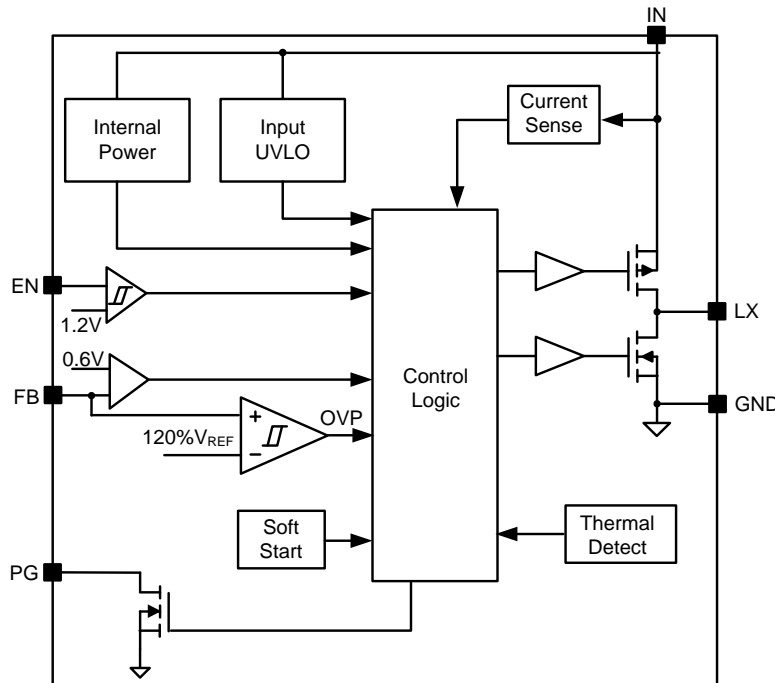 IN
Internal
Power
Input
UVLO
Current
Sense
EN
1.2V
LX
0.6V
FB
Control
Logic
GND
+
OVP
120%VREF
−
Soft
Start
Thermal
Detect
PG